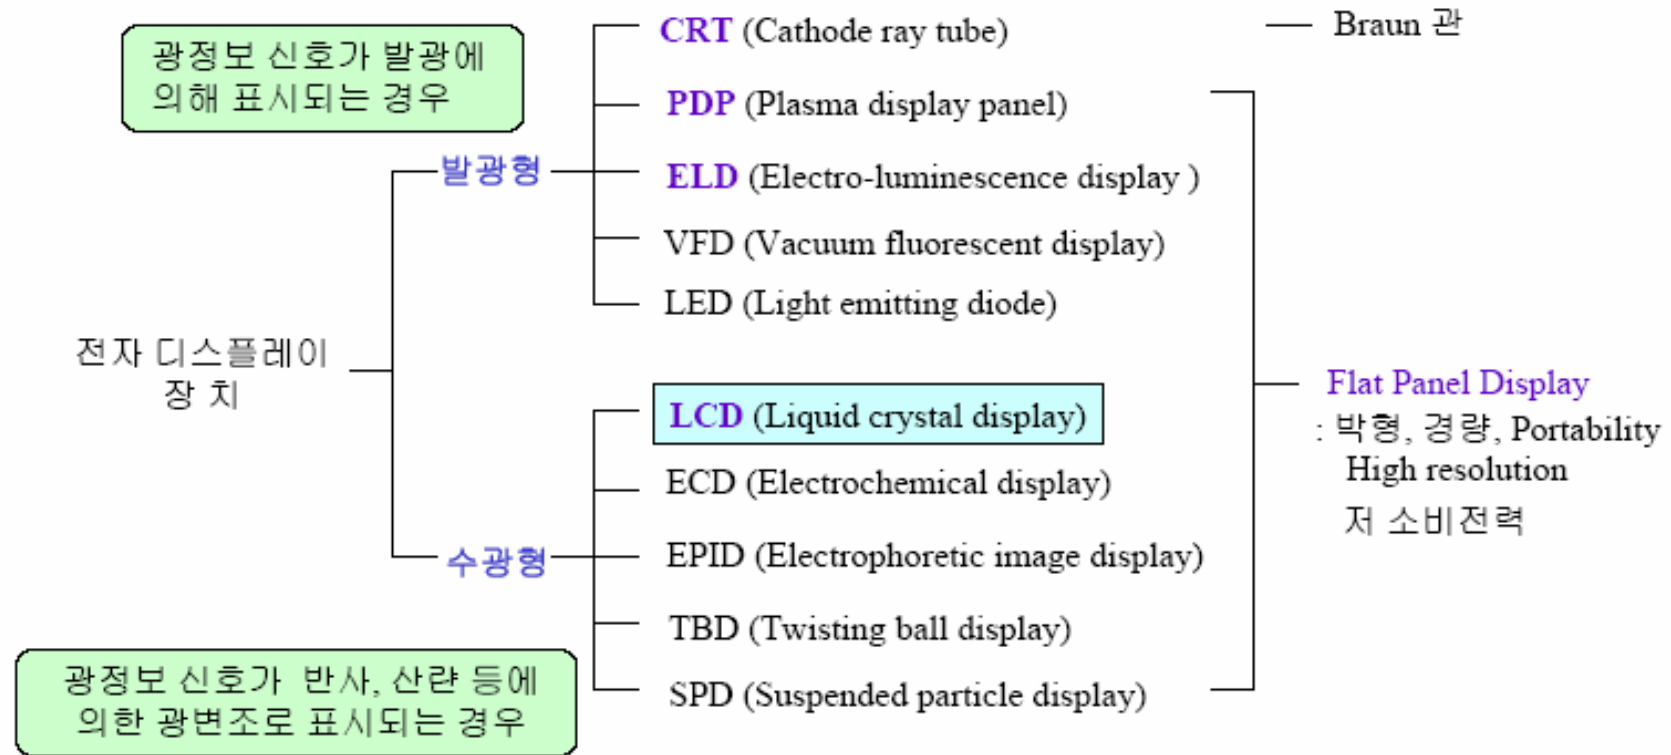 광정보 신호가 발광에
의해 표시되는 경우
CRT (Cathode ray tube)
Braun 관
PDP (Plasma display panel)
발광형
ELD (Electro-luminescence display )
VFD (Vacuum fluorescent display)
LED (Light emitting diode)
전자 디스플레이
장 치
LCD (Liquid crystal display)
Flat Panel Display
: 박형, 경량, Portability
High resolution
저 소비전력
ECD (Electrochemical display)
수광형
EPID (Electrophoretic image display)
TBD (Twisting ball display)
SPD (Suspended particle display)
광정보 신호가 반사, 산란 등에
의한 광변조로 표시되는 경우